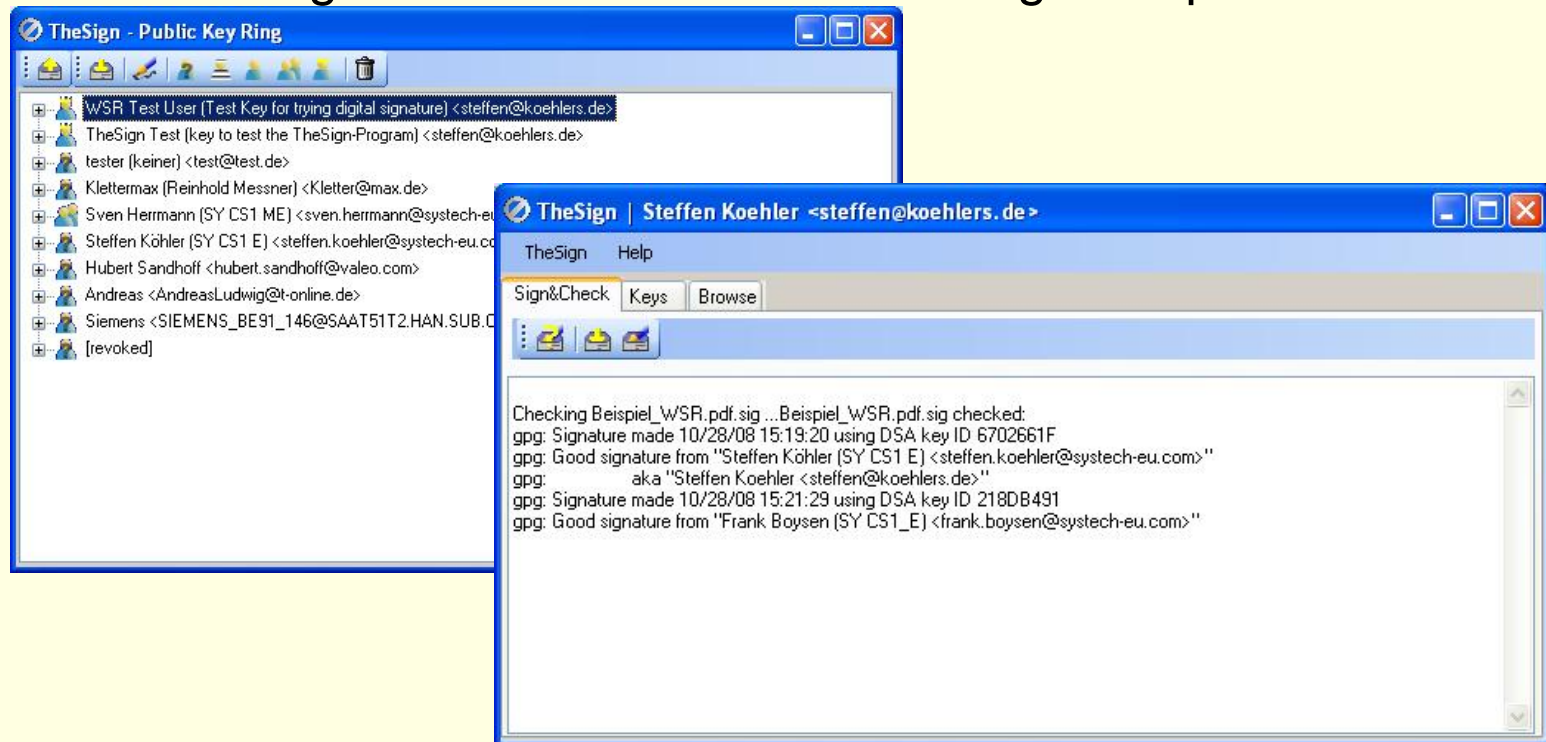 TheSign - Public Key Ring
WSR Test User (Test Key for trying digital signature) <steffen@koehlers.de>
TheSign Test (key to test the TheSign-Program) <steffen@koehlers.de>
tester (keiner) <test@test.de>
Klettermax (Reinhold Messner) <Kletter@max.de>
Sven Herrmann (SY CS1 ME) <sven.herrmann@systech-eu
Steffen Köhler (SY CS1 E) <steffen.koehler@systech-eu.co
Hubert Sandhoff <hubert.sandhoff@valeo.com>
Andreas <AndreasLudwig@t-online.de>
Siemens <SIEMENS_BE91_146@SAAT51T2.HAN.SUB.
[revoked]
TheSign | Steffen Koehler <steffen@koehlers.de>
TheSign Help
Sign&Check Keys Browse
Checking Beispiel_WSR.pdf.sig ...Beispiel_WSR.pdf.sig checked:
gpg: Signature made 10/28/08 15:19:20 using DSA key ID 6702661F
gpg: Good signature from "Steffen Köhler (SY CS1 E) <steffen.koehler@systech-eu.com>"
gpg: aka "Steffen Koehler <steffen@koehlers.de>"
gpg: Signature made 10/28/08 15:21:29 using DSA key ID 218DB491
gpg: Good signature from "Frank Boysen (SY CS1_E) <frank.boysen@systech-eu.com>"